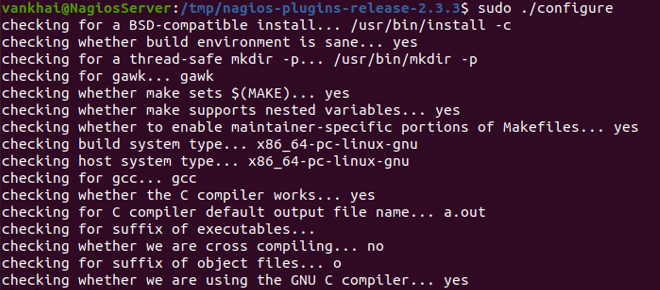 vankhai@NagiosServer:/tmp/nagios-plugins-release-2.3.3$ sudo ./configure
checking for a BSD-compatible install... /usr/bin/install -c
checking whether build environment is sane... yes
checking for a thread-safe mkdir -p... /usr/bin/mkdir -p
checking for gawk... gawk
checking whether make sets $(MAKE)... yes
checking whether make supports nested variables... yes
checking whether to enable maintainer-specific portions of Makefiles... yes
checking build system type... x86_64-pc-linux-gnu
checking host system type... x86_64-pc-linux-gnu
checking for gcc... gcc
checking whether the C compiler works... yes
checking for C compiler default output file name... a.out
checking for suffix of executables...
checking whether we are cross compiling... no
checking for suffix of object files... o
checking whether we are using the GNU C compiler... yes